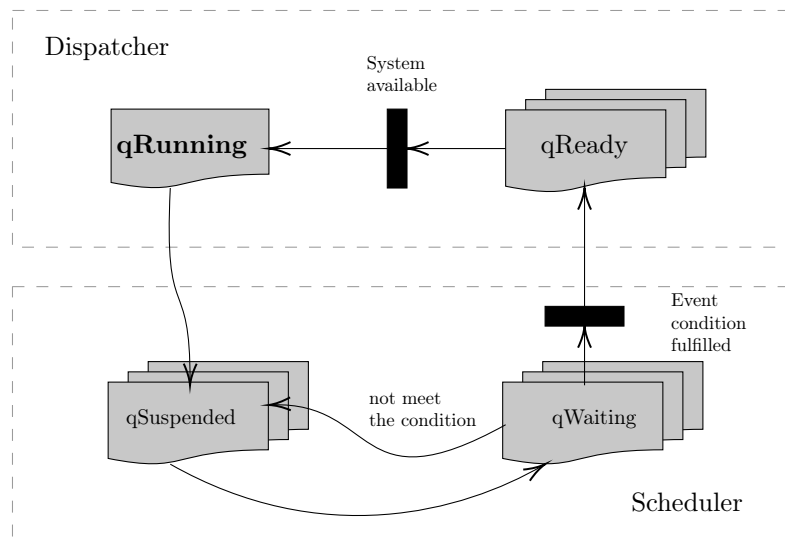 Dispatcher
System
available
qRunning
qReady
Event
condition
fulfilled
not meet
the condition
qSuspended
qWaiting
Scheduler